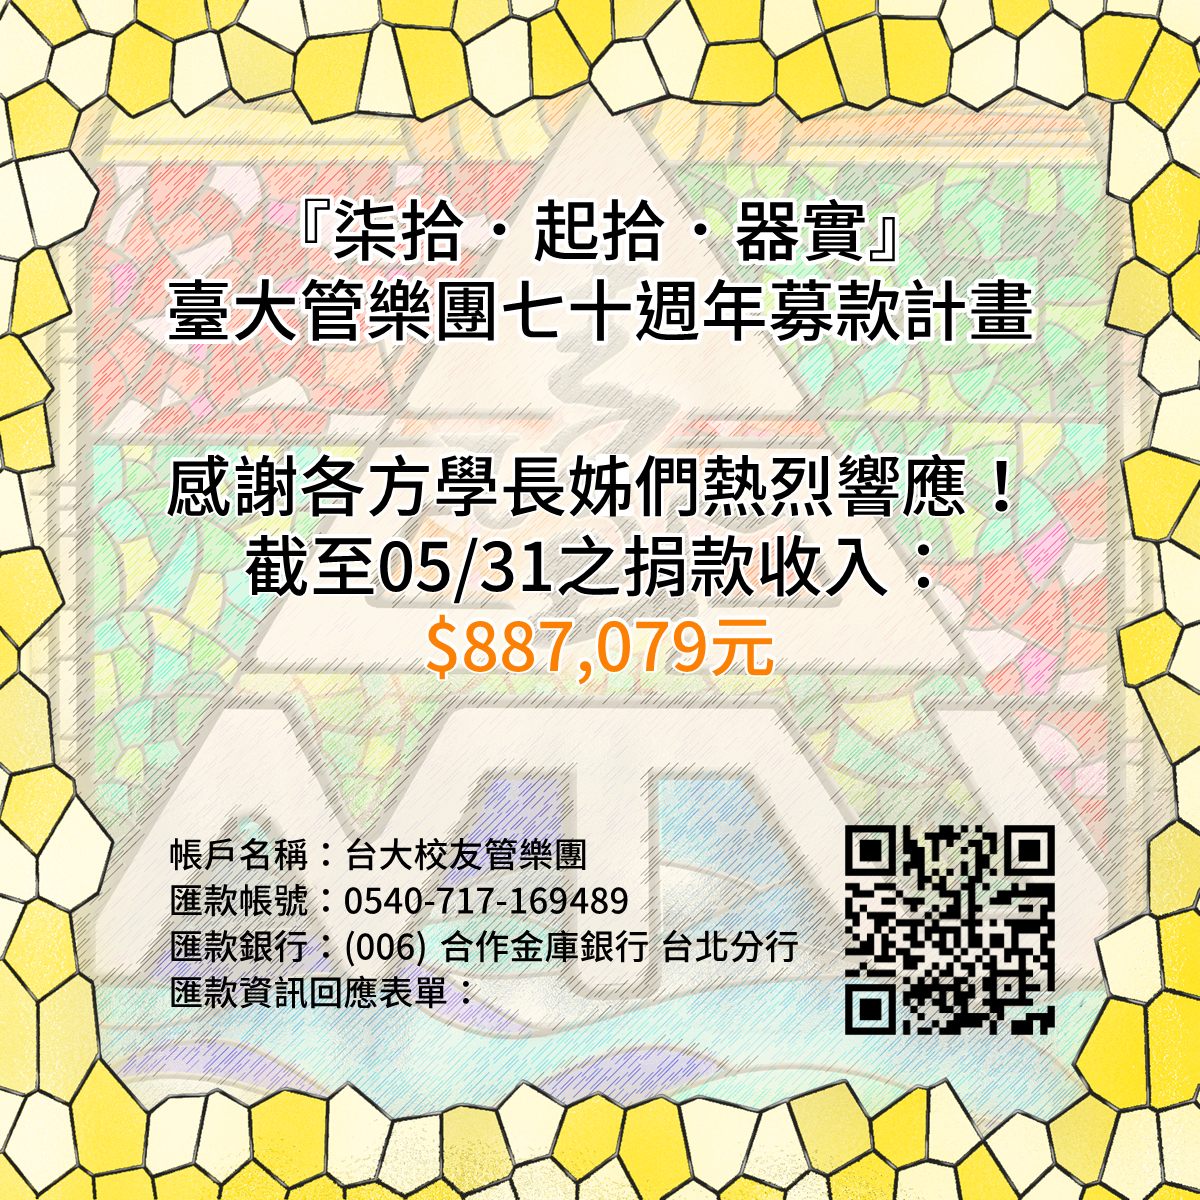 『柒拾．起拾．器實』
臺大管樂團七十週年募款計畫
感謝各方學長姊們熱烈響應！
截至05/31之捐款收入：
$887,079元
帳戶名稱：台大校友管樂團
匯款帳號：0540-717-169489
匯款銀行：(006) 合作金庫銀行 台北分行
匯款資訊回應表單：